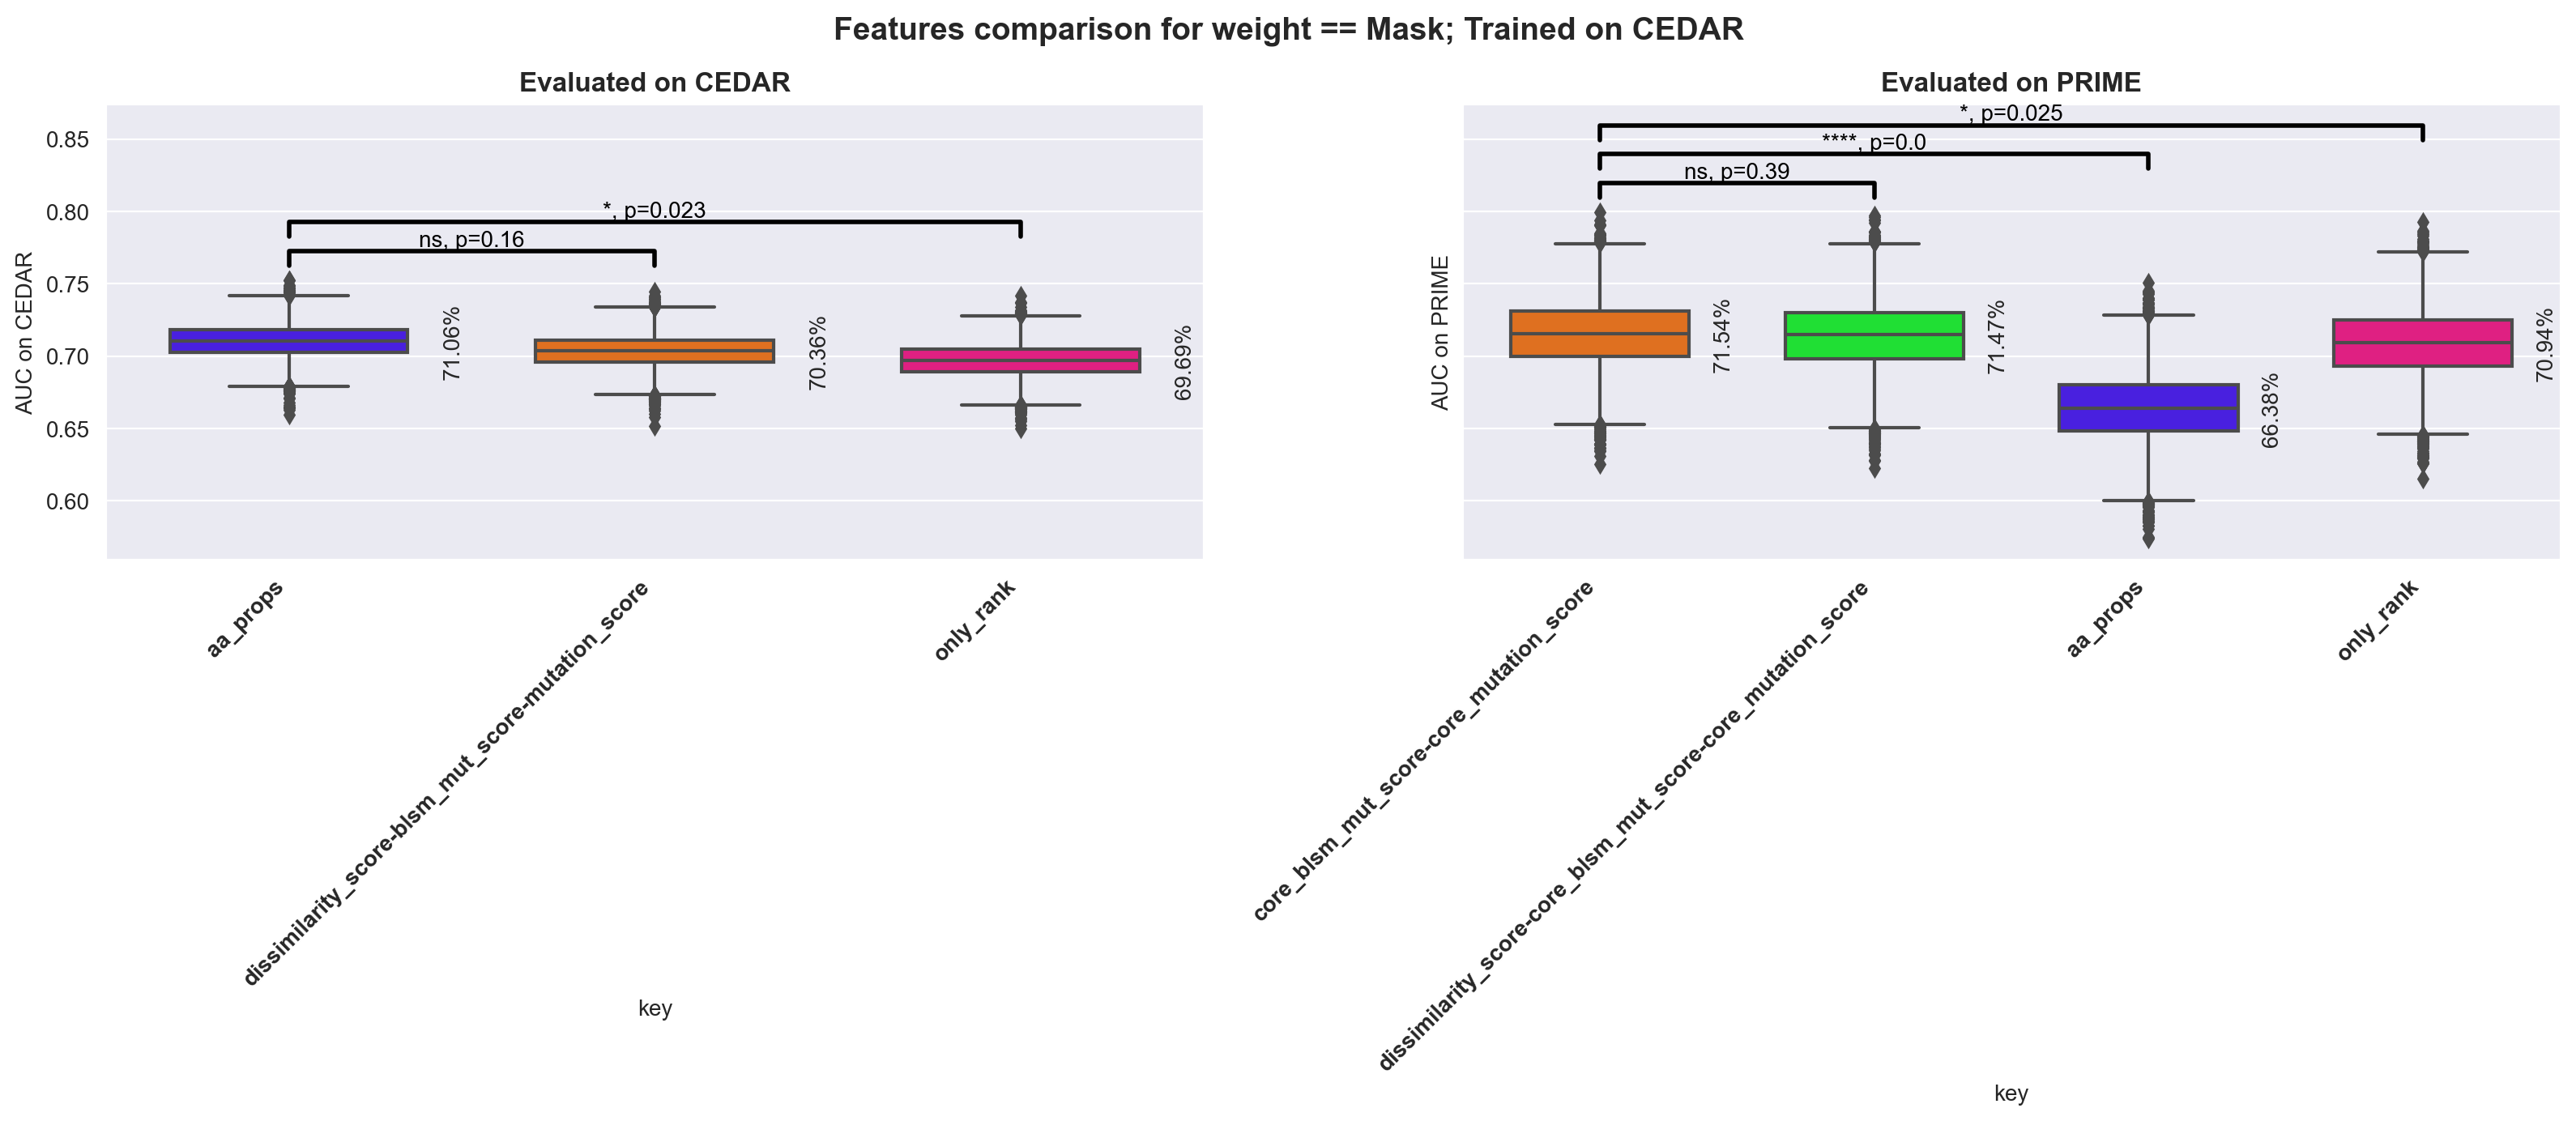 Features comparison for weight == Mask; Trained on CEDAR
Evaluated on CEDAR
AUC on CEDAR
0.85
0.80
0.75
0.70
0.65
0.60
*, p=0.023
ns, p=0.16
71.06%
70.36%
69.69%
aa_props
dissimilarity_score-blsm_mut_score-mutation_score
only_rank
key
Evaluated on PRIME
AUC on PRIME
*, p=0.025
****, p=0.0
ns, p=0.39
71.54%
71.47%
66.38%
70.94%
core_blsm_mut_score-core_mutation_score
dissimilarity_score-core_blsm_mut_score-core_mutation_score
aa_props
only_rank
key